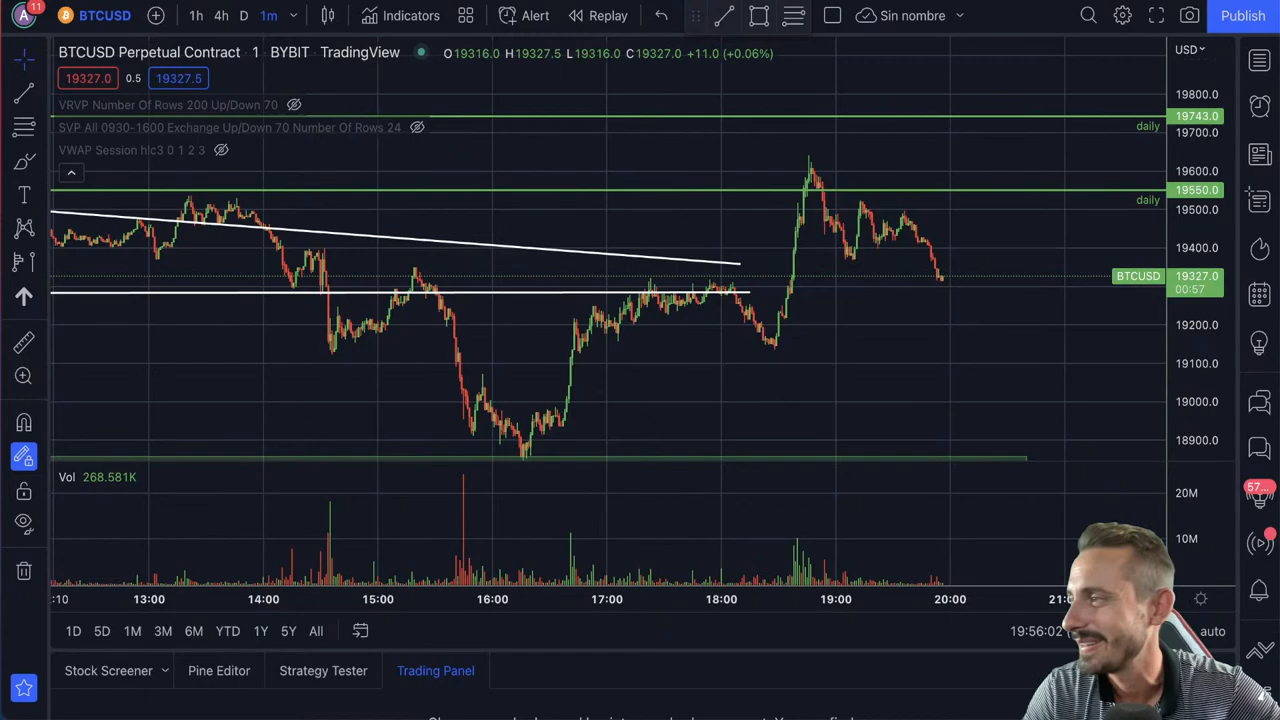 A 11 BTCUSD 1h 4h D 1m Indicators Alert Replay Sin nombre Publish
BTCUSD Perpetual Contract · 1 · BYBIT · TradingView O19316.0 H19327.5 L19316.0 C19327.0 +11.0 (+0.06%) USD
19327.0 0.5 19327.5
VRVP Number Of Rows 200 Up/Down 70
SVP All 0930-1600 Exchange Up/Down 70 Number Of Rows 24
VWAP Session hlc3 0 1 2 3
19800.0
19743.0
daily
19700.0
19600.0
19550.0
daily
19500.0
19400.0
BTCUSD 19327.0
00:57
19200.0
19100.0
19000.0
18900.0
Vol 268.581K
20M
57...
10M
:10 13:00 14:00 15:00 16:00 17:00 18:00 19:00 20:00 21:
1D 5D 1M 3M 6M YTD 1Y 5Y All 19:56:02 auto
Stock Screener Pine Editor Strategy Tester Trading Panel